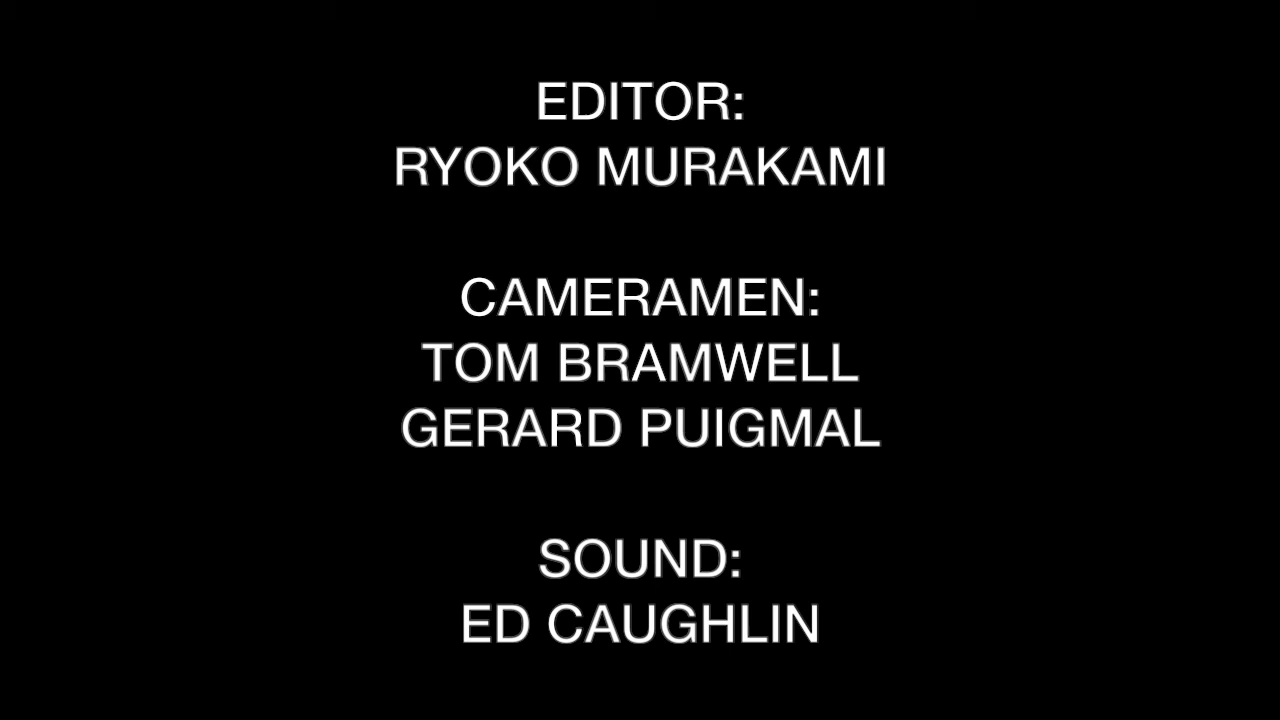 EDITOR:
RYOKO MURAKAMI
CAMERAMEN:
TOM BRAMWELL
GERARD PUIGMAL
SOUND:
ED CAUGHLIN